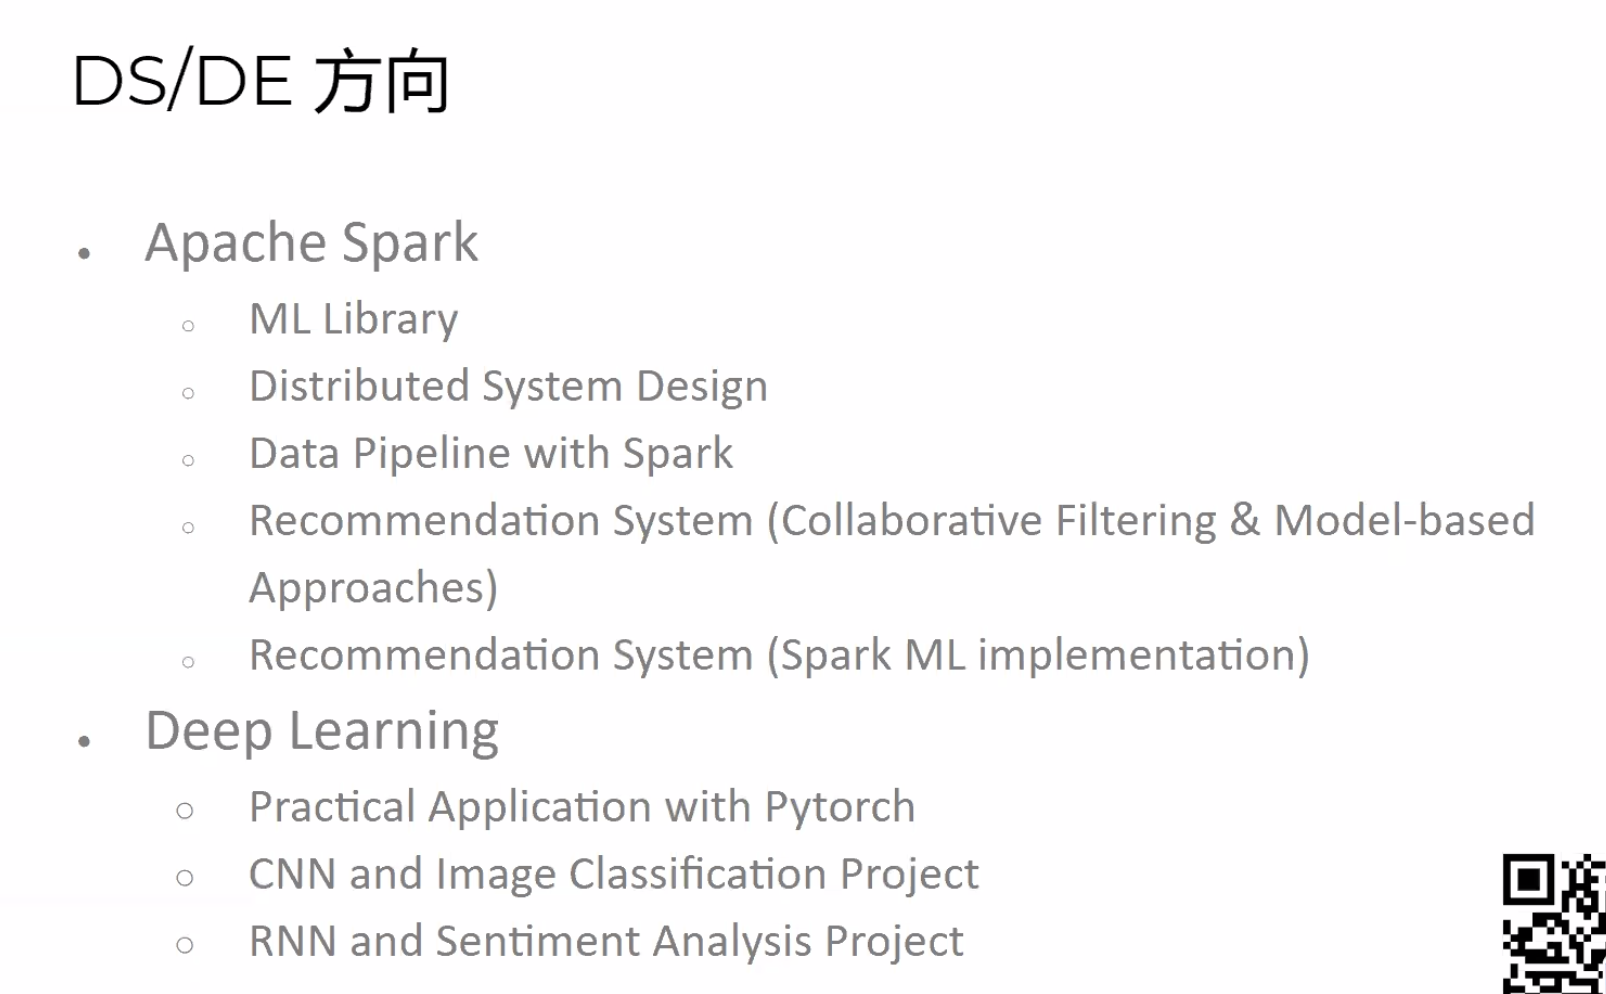 DS/DE 方向
Apache Spark
ML Library
Distributed System Design
Data Pipeline with Spark
Recommendation System (Collaborative Filtering & Model-based
Approaches)
Recommendation System (Spark ML implementation)
Deep Learning
Practical Application with Pytorch
CNN and Image Classification Project
RNN and Sentiment Analysis Project